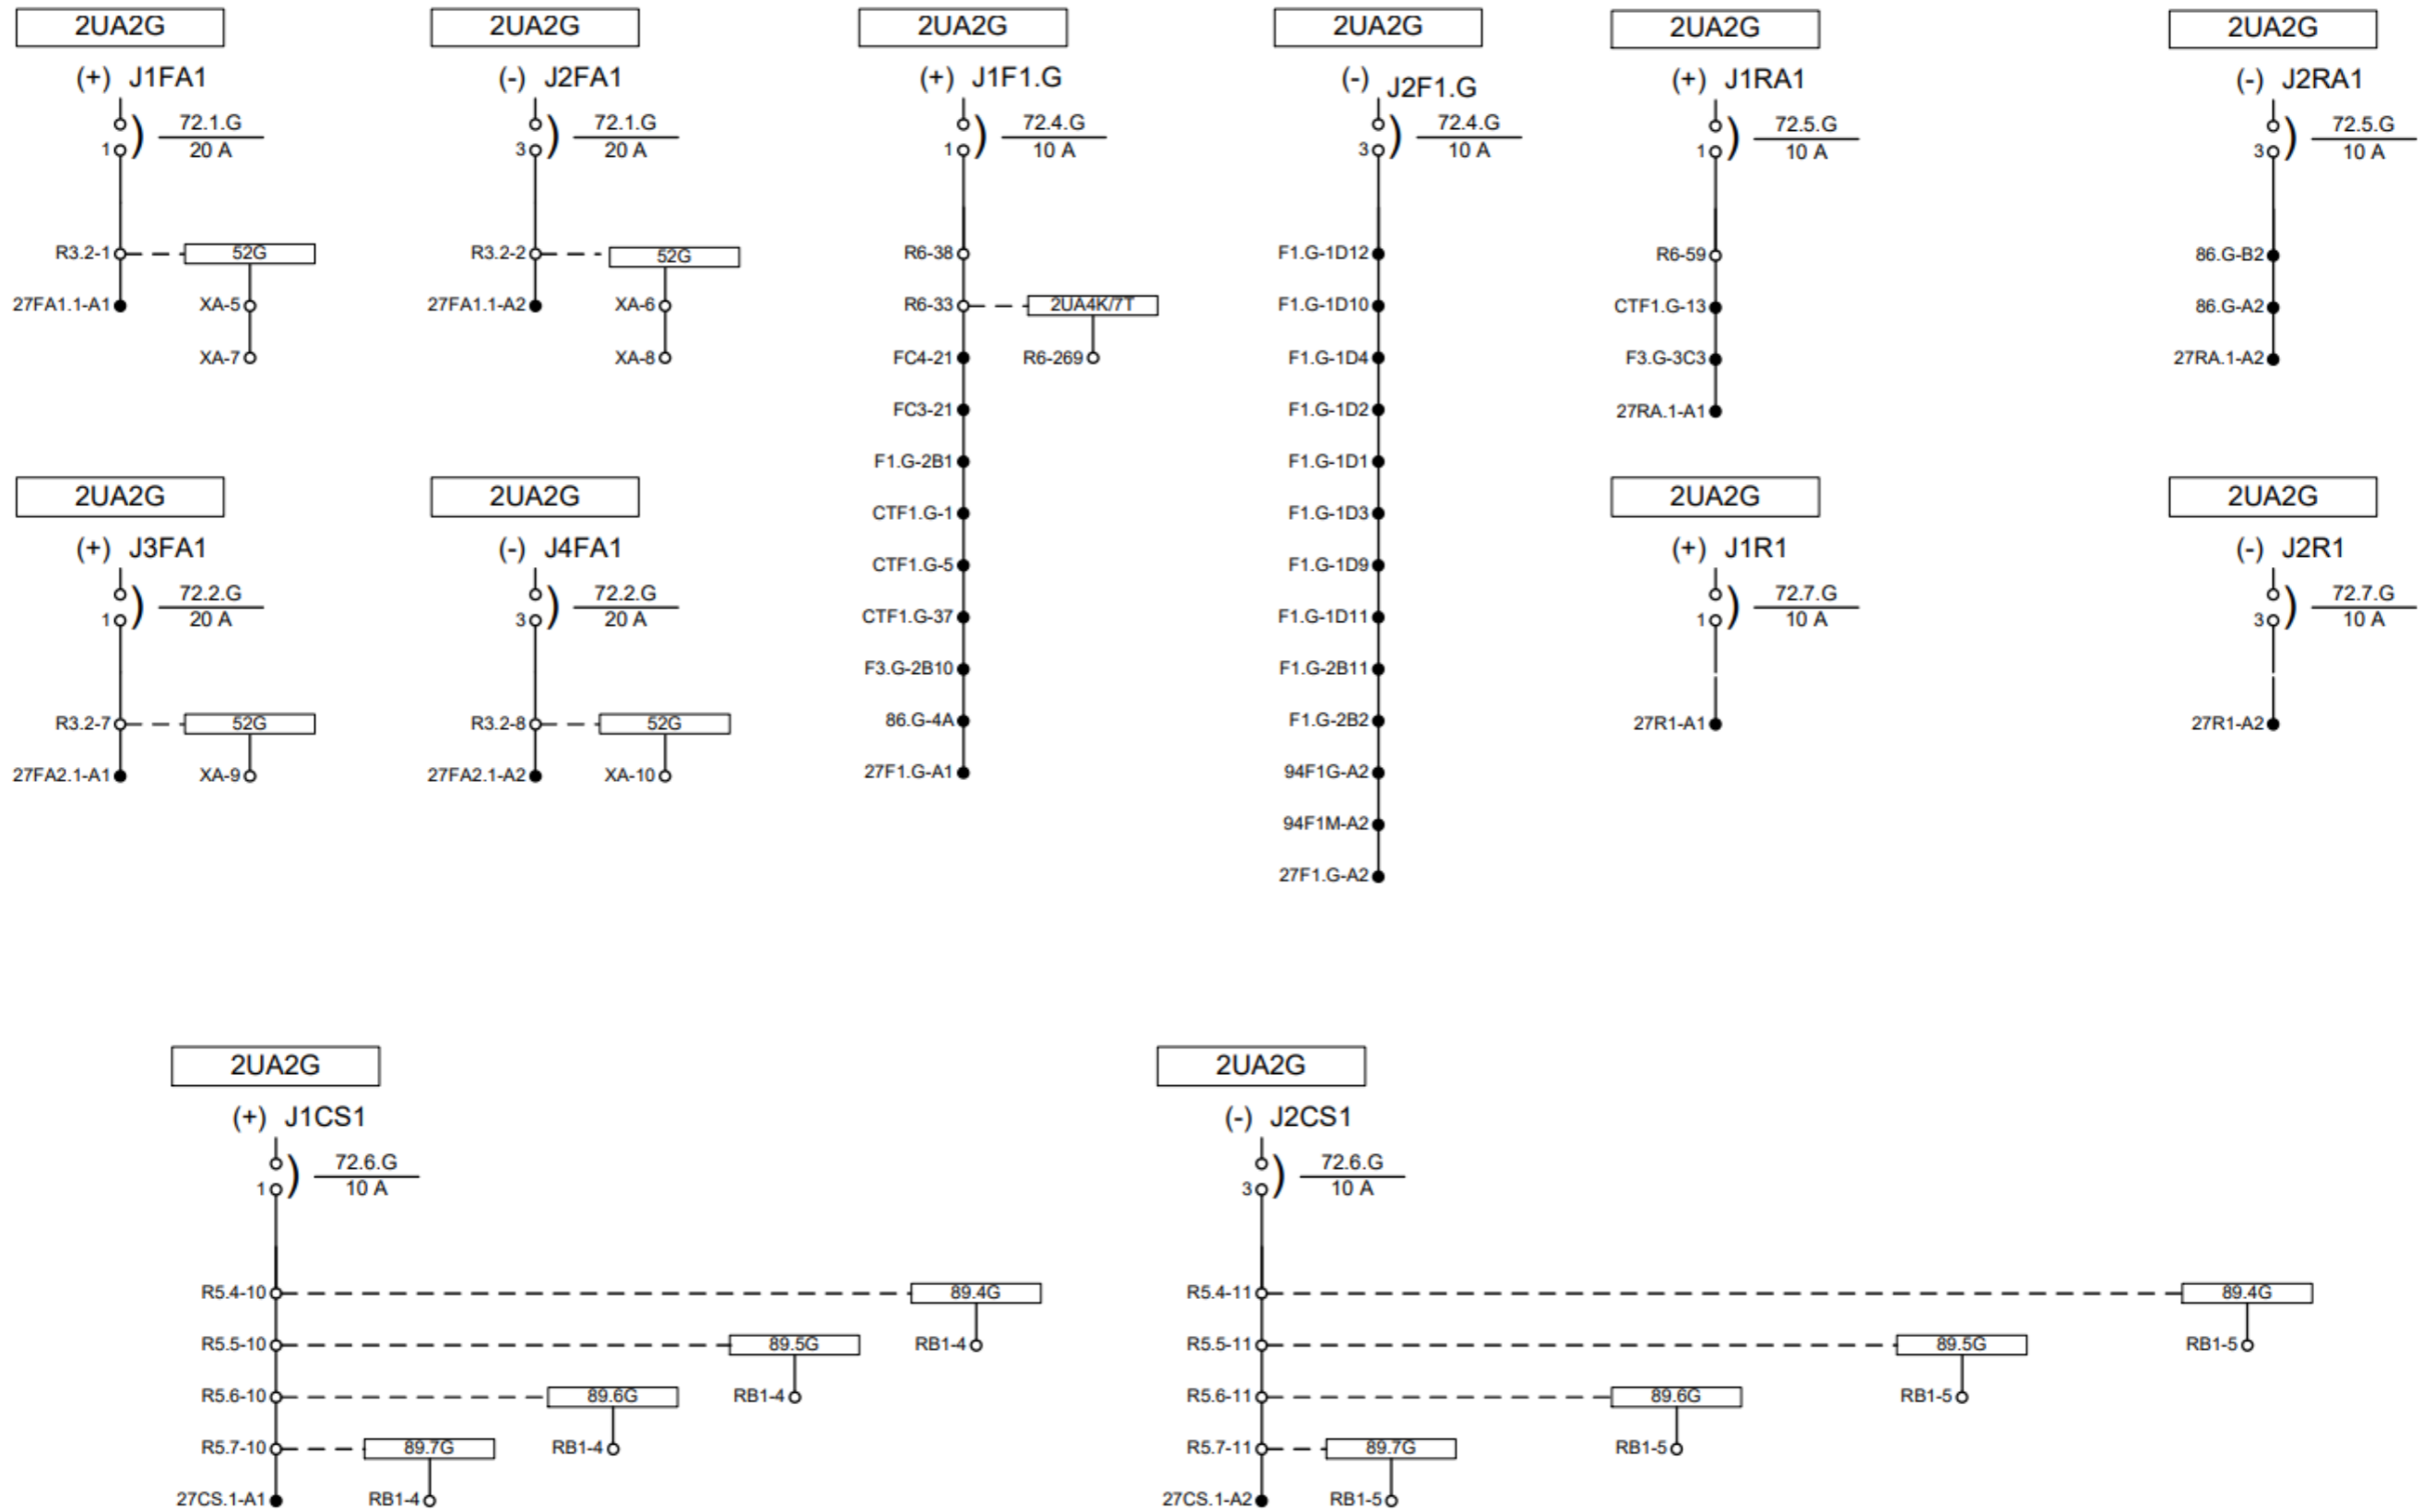 2UA2G
(+) J1FA1
72.1.G
1
20 A
R3.2-1
52G
27FA1.1-A1
XA-5
XA-7
2UA2G
(-) J2FA1
72.1.G
3
20 A
R3.2-2
52G
27FA1.1-A2
XA-6
XA-8
2UA2G
(+) J1F1.G
72.4.G
1
10 A
R6-38
R6-33
2UA4K/7T
FC4-21
R6-269
FC3-21
F1.G-2B1
CTF1.G-1
CTF1.G-5
CTF1.G-37
F3.G-2B10
86.G-4A
27F1.G-A1
2UA2G
(-) J2F1.G
72.4.G
3
10 A
F1.G-1D12
F1.G-1D10
F1.G-1D4
F1.G-1D2
F1.G-1D1
F1.G-1D3
F1.G-1D9
F1.G-1D11
F1.G-2B11
F1.G-2B2
94F1G-A2
94F1M-A2
27F1.G-A2
2UA2G
(+) J1RA1
72.5.G
1
10 A
R6-59
CTF1.G-13
F3.G-3C3
27RA.1-A1
2UA2G
(-) J2RA1
72.5.G
3
10 A
86.G-B2
86.G-A2
27RA.1-A2
2UA2G
(+) J3FA1
72.2.G
1
20 A
R3.2-7
52G
27FA2.1-A1
XA-9
2UA2G
(-) J4FA1
72.2.G
3
20 A
R3.2-8
52G
27FA2.1-A2
XA-10
2UA2G
(+) J1R1
72.7.G
1
10 A
27R1-A1
2UA2G
(-) J2R1
72.7.G
3
10 A
27R1-A2
2UA2G
(+) J1CS1
72.6.G
1
10 A
R5.4-10
89.4G
R5.5-10
89.5G
RB1-4
R5.6-10
89.6G
RB1-4
R5.7-10
89.7G
RB1-4
27CS.1-A1
RB1-4
2UA2G
(-) J2CS1
72.6.G
3
10 A
R5.4-11
89.4G
R5.5-11
89.5G
RB1-5
R5.6-11
89.6G
RB1-5
R5.7-11
89.7G
RB1-5
27CS.1-A2
RB1-5